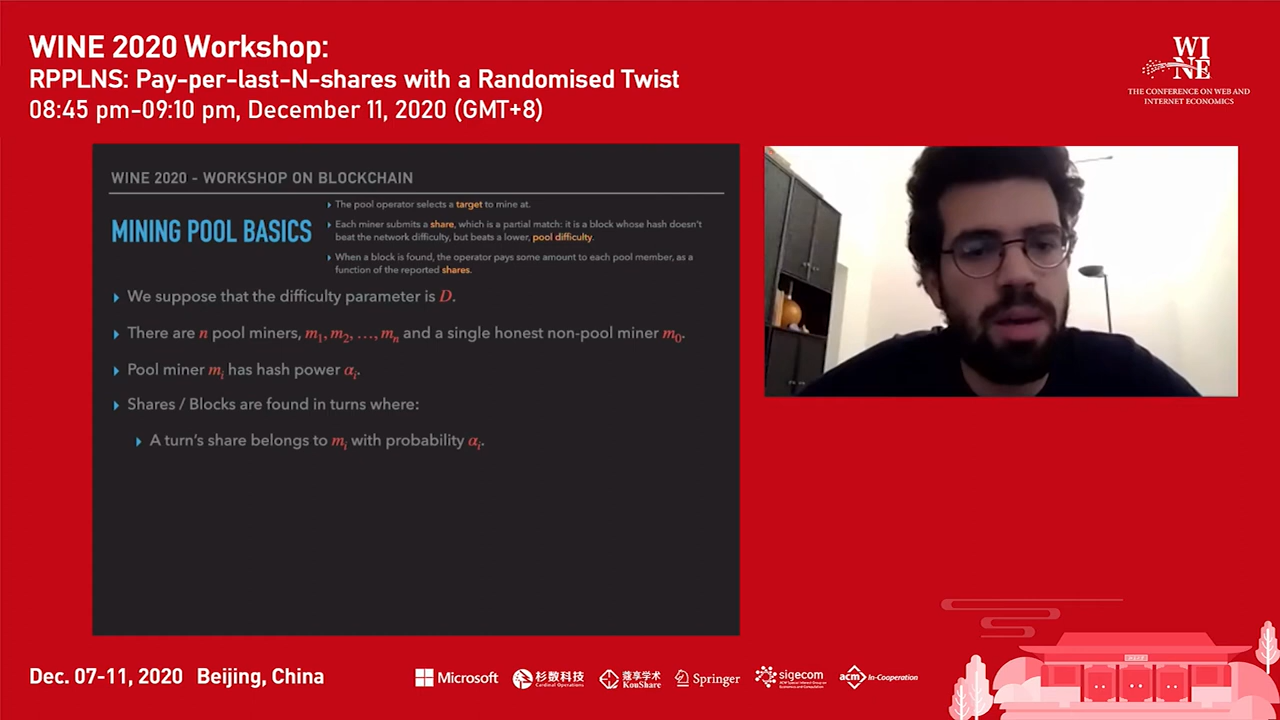 WINE 2020 Workshop:
RPPLNS: Pay-per-last-N-shares with a Randomised Twist
08:45 pm-09:10 pm, December 11, 2020 (GMT+8)
WI
NE
THE CONFERENCE ON WEB AND
INTERNET ECONOMICS
WINE 2020 - WORKSHOP ON BLOCKCHAIN
MINING POOL BASICS
The pool operator selects a target to mine at.
Each miner submits a share, which is a partial match: it is a block whose hash doesn't
beat the network difficulty, but beats a lower, pool difficulty.
When a block is found, the operator pays some amount to each pool member, as a
function of the reported shares.
We suppose that the difficulty parameter is D.
There are n pool miners, m₁, m₂, …, mₙ and a single honest non-pool miner m₀.
Pool miner mᵢ has hash power αᵢ.
Shares / Blocks are found in turns where:
A turn's share belongs to mᵢ with probability αᵢ.
Dec. 07-11, 2020 Beijing, China
Microsoft
杉数科技
Cardinal Operations
蔻享学术
KouShare
Springer
sigecom
acm In-Cooperation